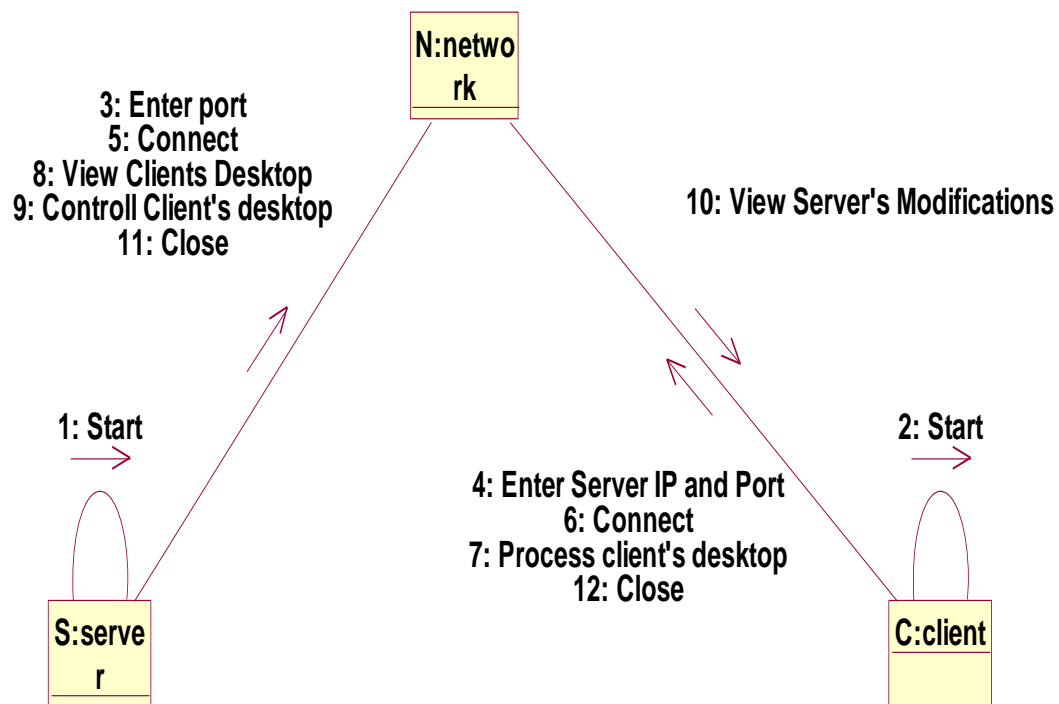 N:netwo
rk
3: Enter port
5: Connect
8: View Clients Desktop
9: Controll Client's desktop
11: Close
10: View Server's Modifications
1: Start
2: Start
4: Enter Server IP and Port
6: Connect
7: Process client's desktop
12: Close
S:serve
r
C:client